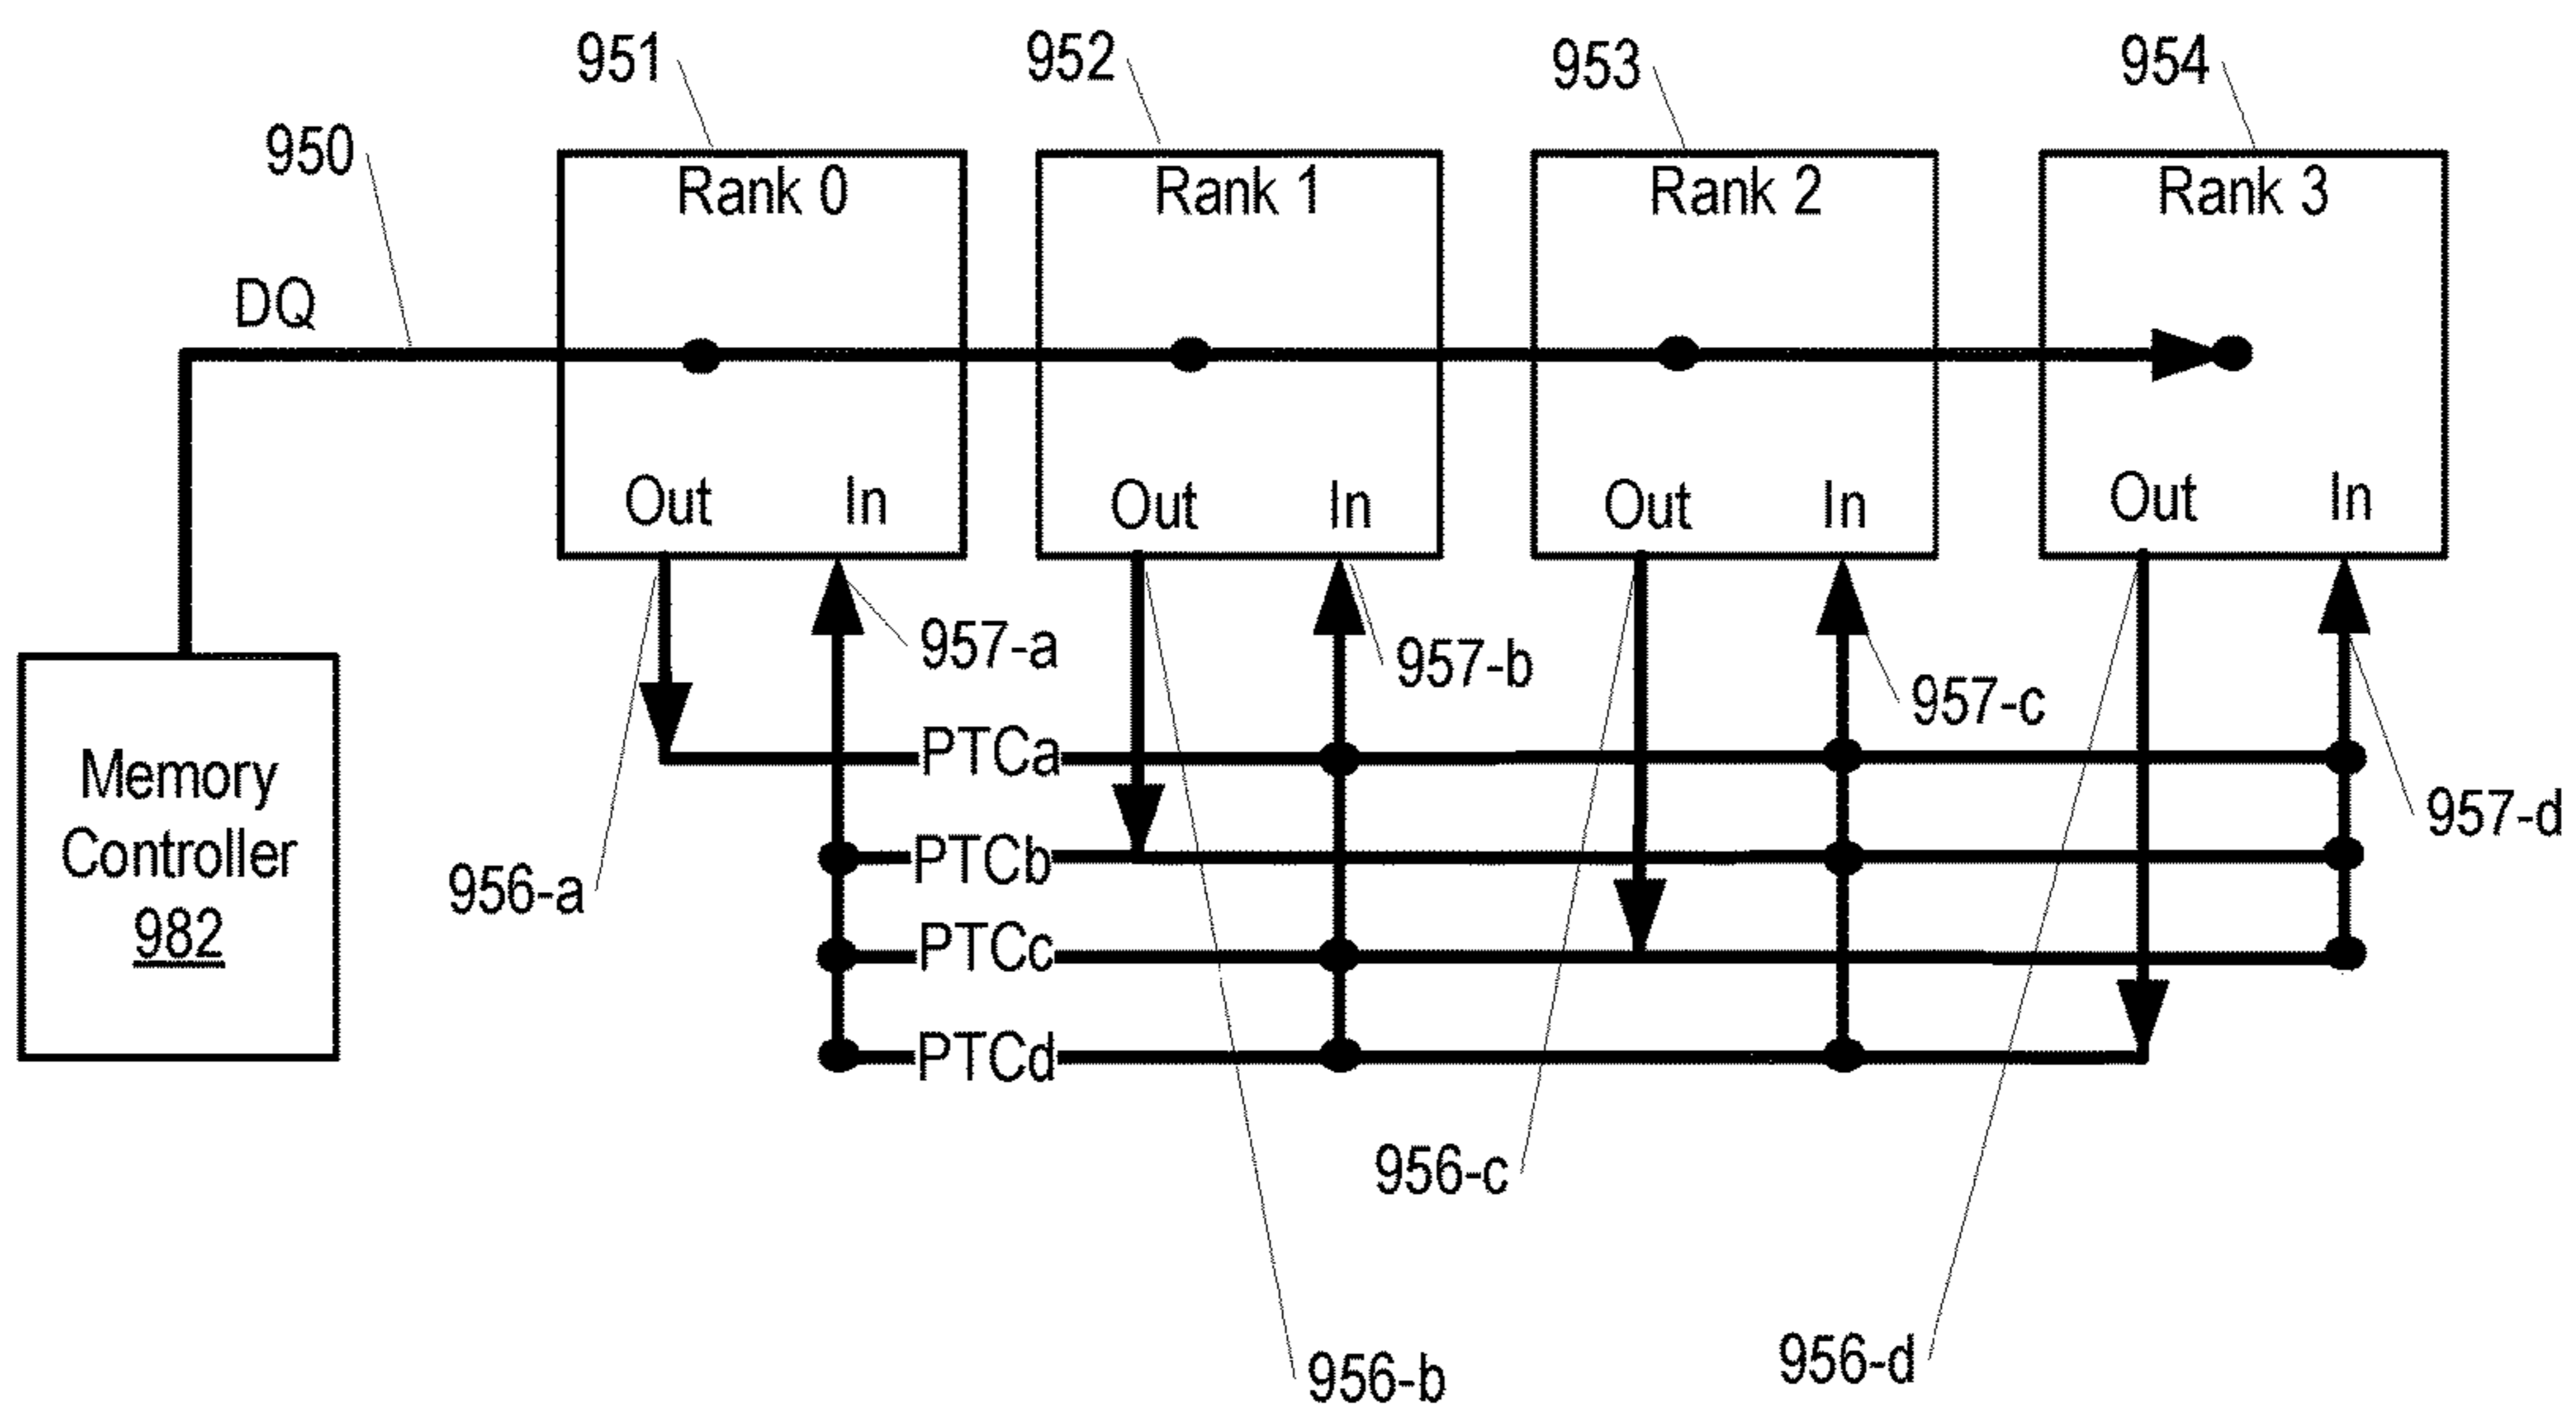 951
952
953
954
950
Rank 0
Rank 1
Rank 2
Rank 3
DQ
Out
In
Out
In
Out
In
Out
In
957-a
957-b
957-c
957-d
Memory
Controller
982
PTCa
PTCb
PTCc
PTCd
956-a
956-c
956-b
956-d